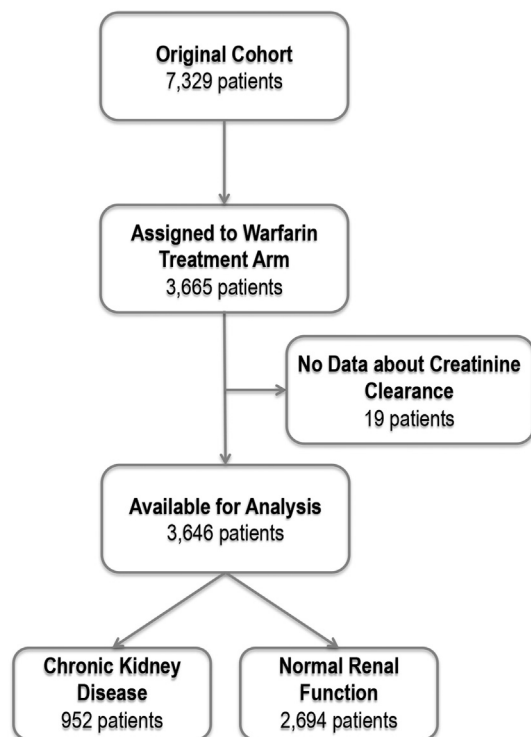 Original Cohort
7,329 patients
Assigned to Warfarin
Treatment Arm
3,665 patients
No Data about Creatinine
Clearance
19 patients
Available for Analysis
3,646 patients
Chronic Kidney
Disease
952 patients
Normal Renal
Function
2,694 patients